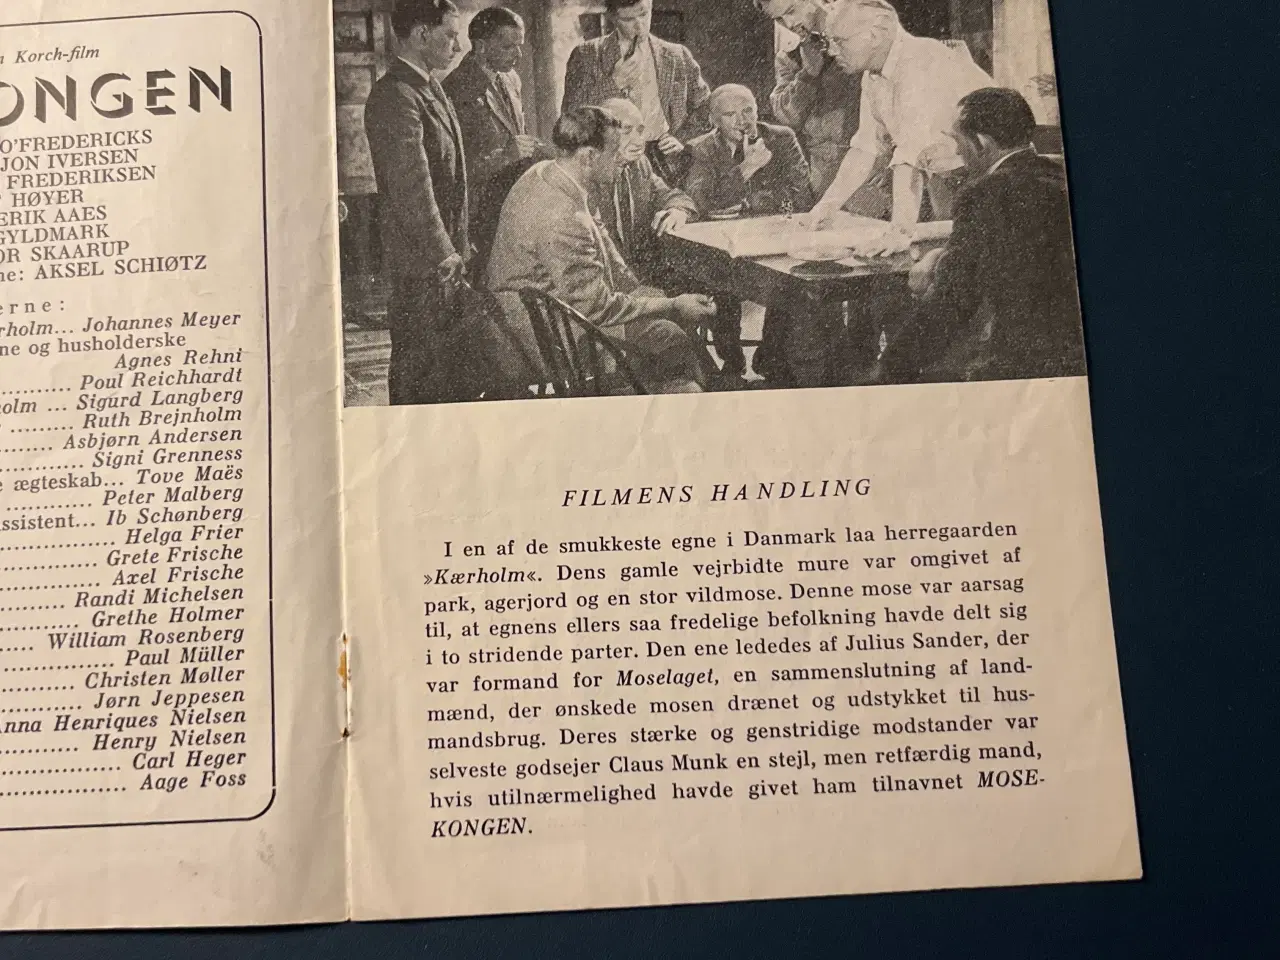 Korch-film
ONGEN
O'FREDERICKS
JON IVERSEN
FREDERIKSEN
HØYER
ERIK AAES
GYLDMARK
OR SKAARUP
ne: AKSEL SCHIØTZ
erne:
rholm... Johannes Meyer
ne og husholderske
Agnes Rehni
.......... Poul Reichhardt
olm ... Sigurd Langberg
......... Ruth Brejnholm
........ Asbjørn Andersen
............ Signi Grenness
e ægteskab... Tove Maës
............ Peter Malberg
ssistent... Ib Schønberg
................ Helga Frier
.............. Grete Frische
.............. Axel Frische
......... Randi Michelsen
........... Grethe Holmer
..... William Rosenberg
................ Paul Müller
.......... Christen Møller
........... Jørn Jeppesen
Anna Henriques Nielsen
........... Henry Nielsen
................ Carl Heger
................. Aage Foss
FILMENS HANDLING
I en af de smukkeste egne i Danmark laa herregaarden
»Kærholm«. Dens gamle vejrbidte mure var omgivet af
park, agerjord og en stor vildmose. Denne mose var aarsag
til, at egnens ellers saa fredelige befolkning havde delt sig
i to stridende parter. Den ene lededes af Julius Sander, der
var formand for Moselaget, en sammenslutning af land-
mænd, der ønskede mosen drænet og udstykket til hus-
mandsbrug. Deres stærke og genstridige modstander var
selveste godsejer Claus Munk en stejl, men retfærdig mand,
hvis utilnærmelighed havde givet ham tilnavnet MOSE-
KONGEN.